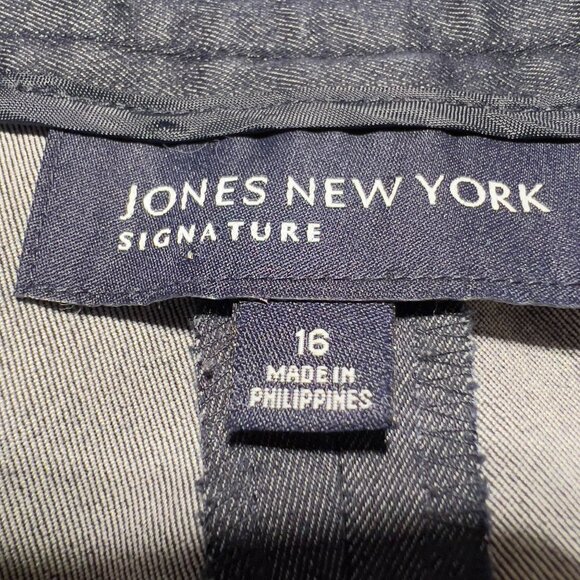 JONES NEW YORK
SIGNATURE
16
MADE IN
PHILIPPINES